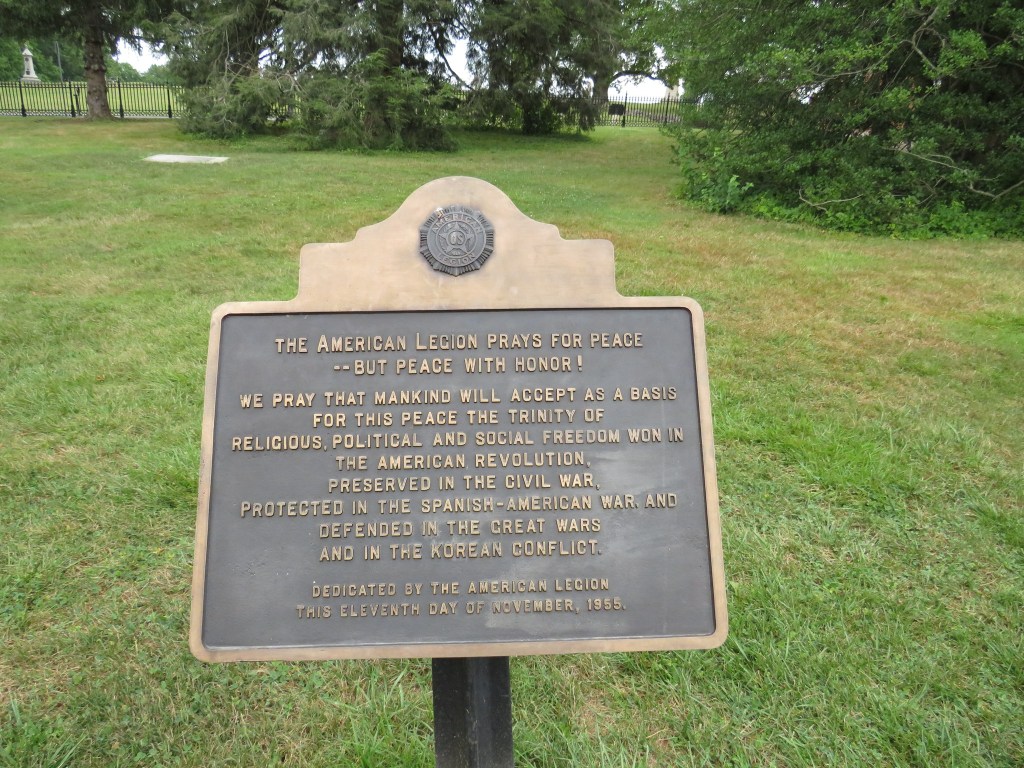 AMERICAN
US
LEGION
THE AMERICAN LEGION PRAYS FOR PEACE
--BUT PEACE WITH HONOR!
WE PRAY THAT MANKIND WILL ACCEPT AS A BASIS
FOR THIS PEACE THE TRINITY OF
RELIGIOUS, POLITICAL AND SOCIAL FREEDOM WON IN
THE AMERICAN REVOLUTION,
PRESERVED IN THE CIVIL WAR,
PROTECTED IN THE SPANISH-AMERICAN WAR, AND
DEFENDED IN THE GREAT WARS
AND IN THE KOREAN CONFLICT.
DEDICATED BY THE AMERICAN LEGION
THIS ELEVENTH DAY OF NOVEMBER, 1955.